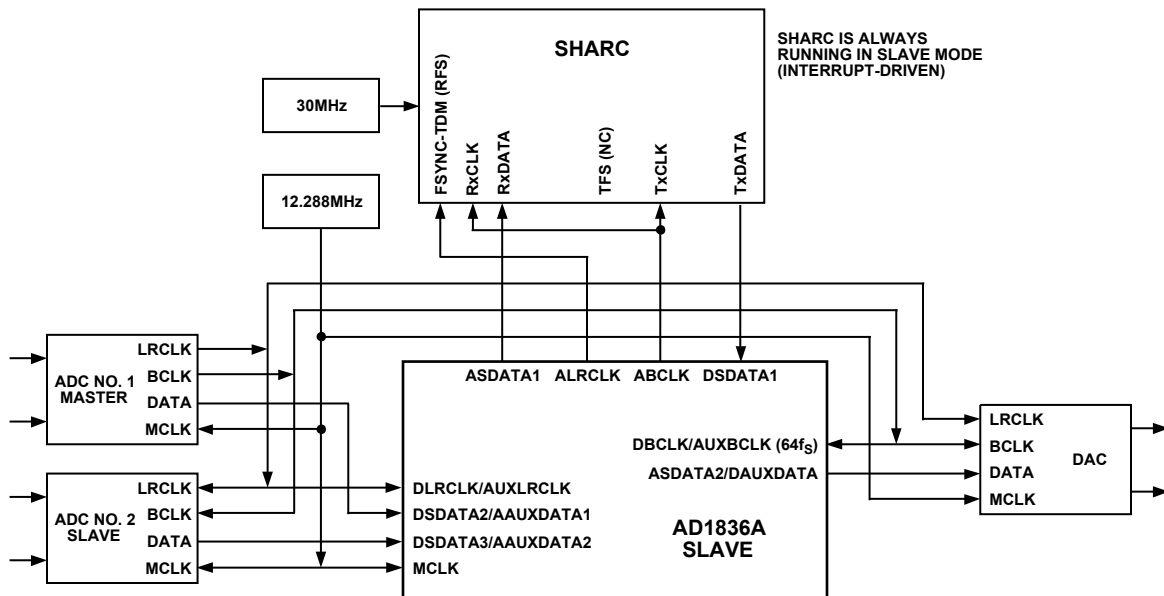 SHARC
SHARC IS ALWAYS
RUNNING IN SLAVE MODE
(INTERRUPT-DRIVEN)
30MHz
FSYNC-TDM (RFS)
RxCLK
RxDATA
TFS (NC)
TxCLK
TxDATA
12.288MHz
ADC NO. 1
MASTER
LRCLK
BCLK
DATA
MCLK
ADC NO. 2
SLAVE
LRCLK
BCLK
DATA
MCLK
ASDATA1
ALRCLK
ABCLK
DSDATA1
DBCLK/AUXBCLK (64fS)
ASDATA2/DAUXDATA
DLRCLK/AUXLRCLK
DSDATA2/AAUXDATA1
DSDATA3/AAUXDATA2
MCLK
AD1836A
SLAVE
LRCLK
BCLK
DATA
MCLK
DAC